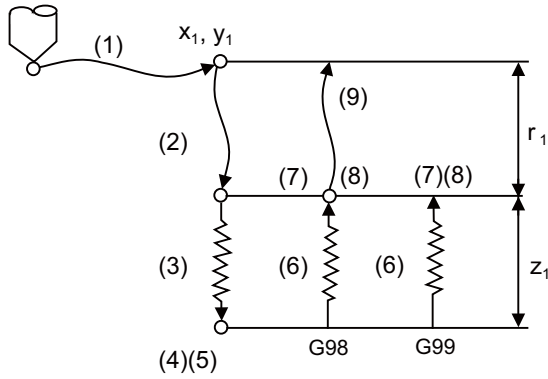 (1)
x1, y1
(9)
(2)
r1
(7) (8) (7)(8)
(3) (6) (6) z1
(4)(5)
G98 G99